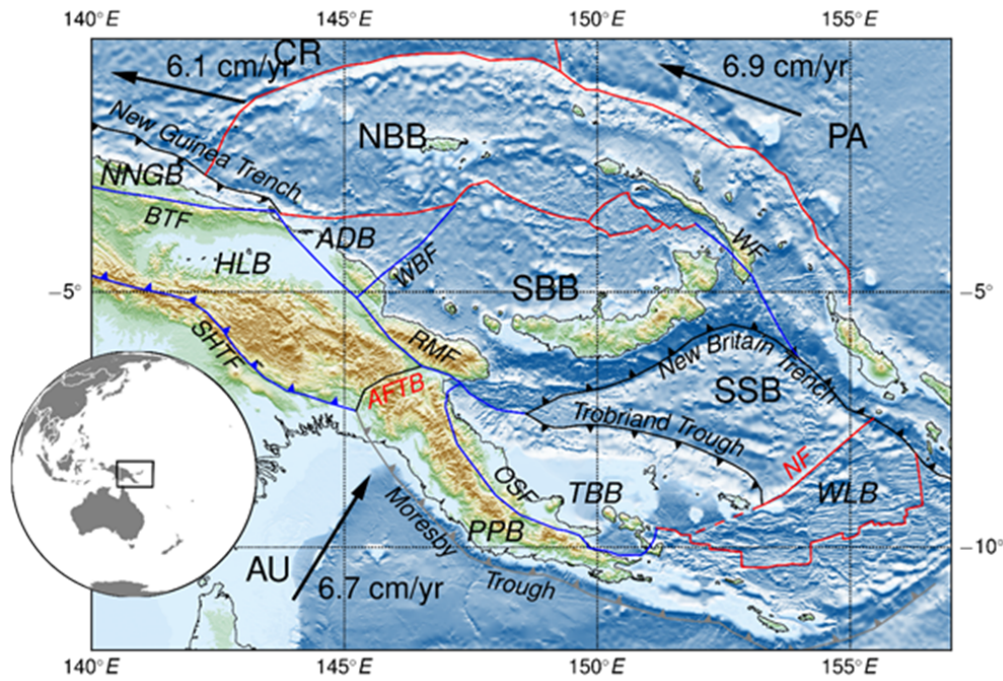 140°E 145°E 150°E 155°E
CR
6.1 cm/yr
6.9 cm/yr
New Guinea Trench
NBB
PA
NNGB
BTF
ADB
WF
HLB
WBF
−5°
SBB
−5°
SHTF
RMF
New Britain Trench
AFTB
SSB
Trobriand Trough
NF
OSF
TBB
WLB
Moresby Trough
PPB
−10°
AU
6.7 cm/yr
140°E 145°E 150°E 155°E